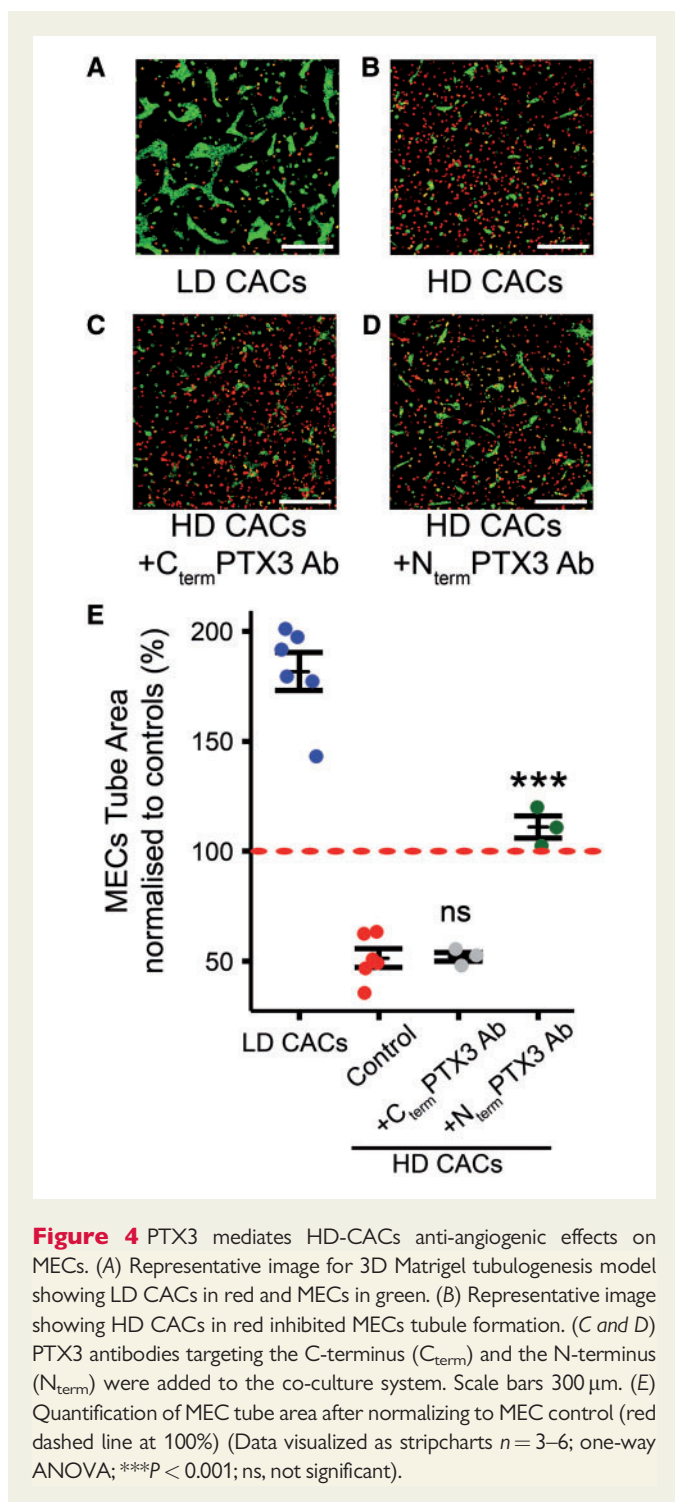 A
B
LD CACs
HD CACs
C
D
HD CACs
+CtermPTX3 Ab
HD CACs
+NtermPTX3 Ab
E
MECs Tube Area
normalised to controls (%)
200
150
100
50
ns
***
LD CACs
Control
+CtermPTX3 Ab
+NtermPTX3 Ab
HD CACs
Figure 4 PTX3 mediates HD-CACs anti-angiogenic effects on
MECs. (A) Representative image for 3D Matrigel tubulogenesis model
showing LD CACs in red and MECs in green. (B) Representative image
showing HD CACs in red inhibited MECs tubule formation. (C and D)
PTX3 antibodies targeting the C-terminus (Cterm) and the N-terminus
(Nterm) were added to the co-culture system. Scale bars 300 μm. (E)
Quantification of MEC tube area after normalizing to MEC control (red
dashed line at 100%) (Data visualized as stripcharts n = 3–6; one-way
ANOVA; ***P < 0.001; ns, not significant).